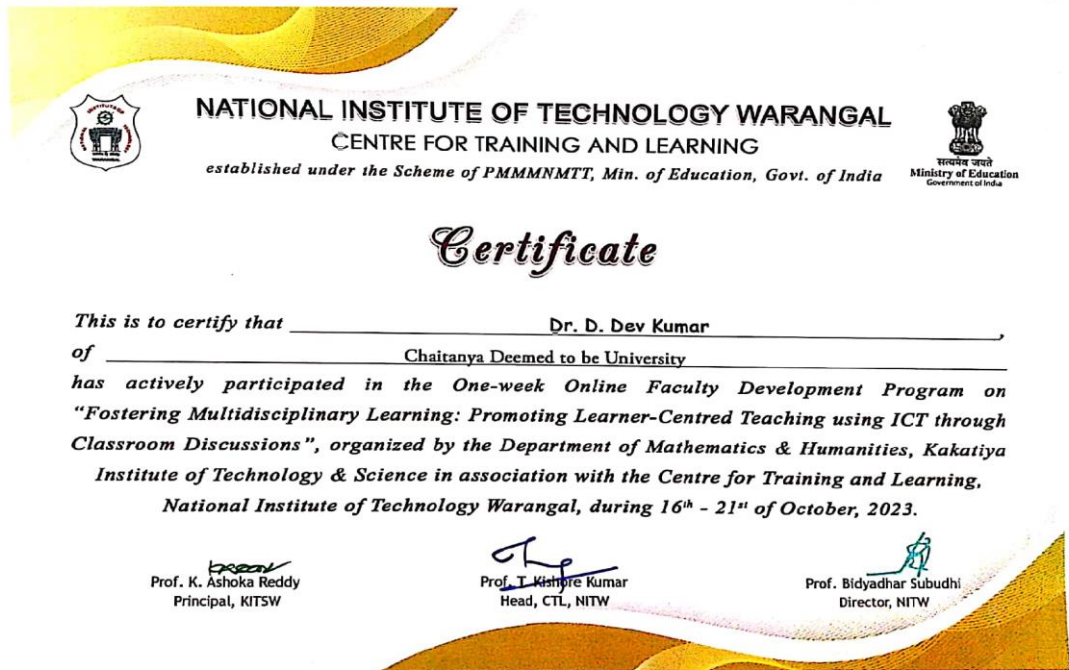 NATIONAL INSTITUTE OF TECHNOLOGY WARANGAL
CENTRE FOR TRAINING AND LEARNING
established under the Scheme of PMMMNMTT, Min. of Education, Govt. of India
सत्यमेव जयते
Ministry of Education
Government of India
Certificate
This is to certify that Dr. D. Dev Kumar,
of Chaitanya Deemed to be University
has actively participated in the One-week Online Faculty Development Program on
"Fostering Multidisciplinary Learning: Promoting Learner-Centred Teaching using ICT through
Classroom Discussions", organized by the Department of Mathematics & Humanities, Kakatiya
Institute of Technology & Science in association with the Centre for Training and Learning,
National Institute of Technology Warangal, during 16th - 21st of October, 2023.
Prof. K. Ashoka Reddy
Principal, KITSW
Prof. T Kishore Kumar
Head, CTL, NITW
Prof. Bidyadhar Subudhi
Director, NITW